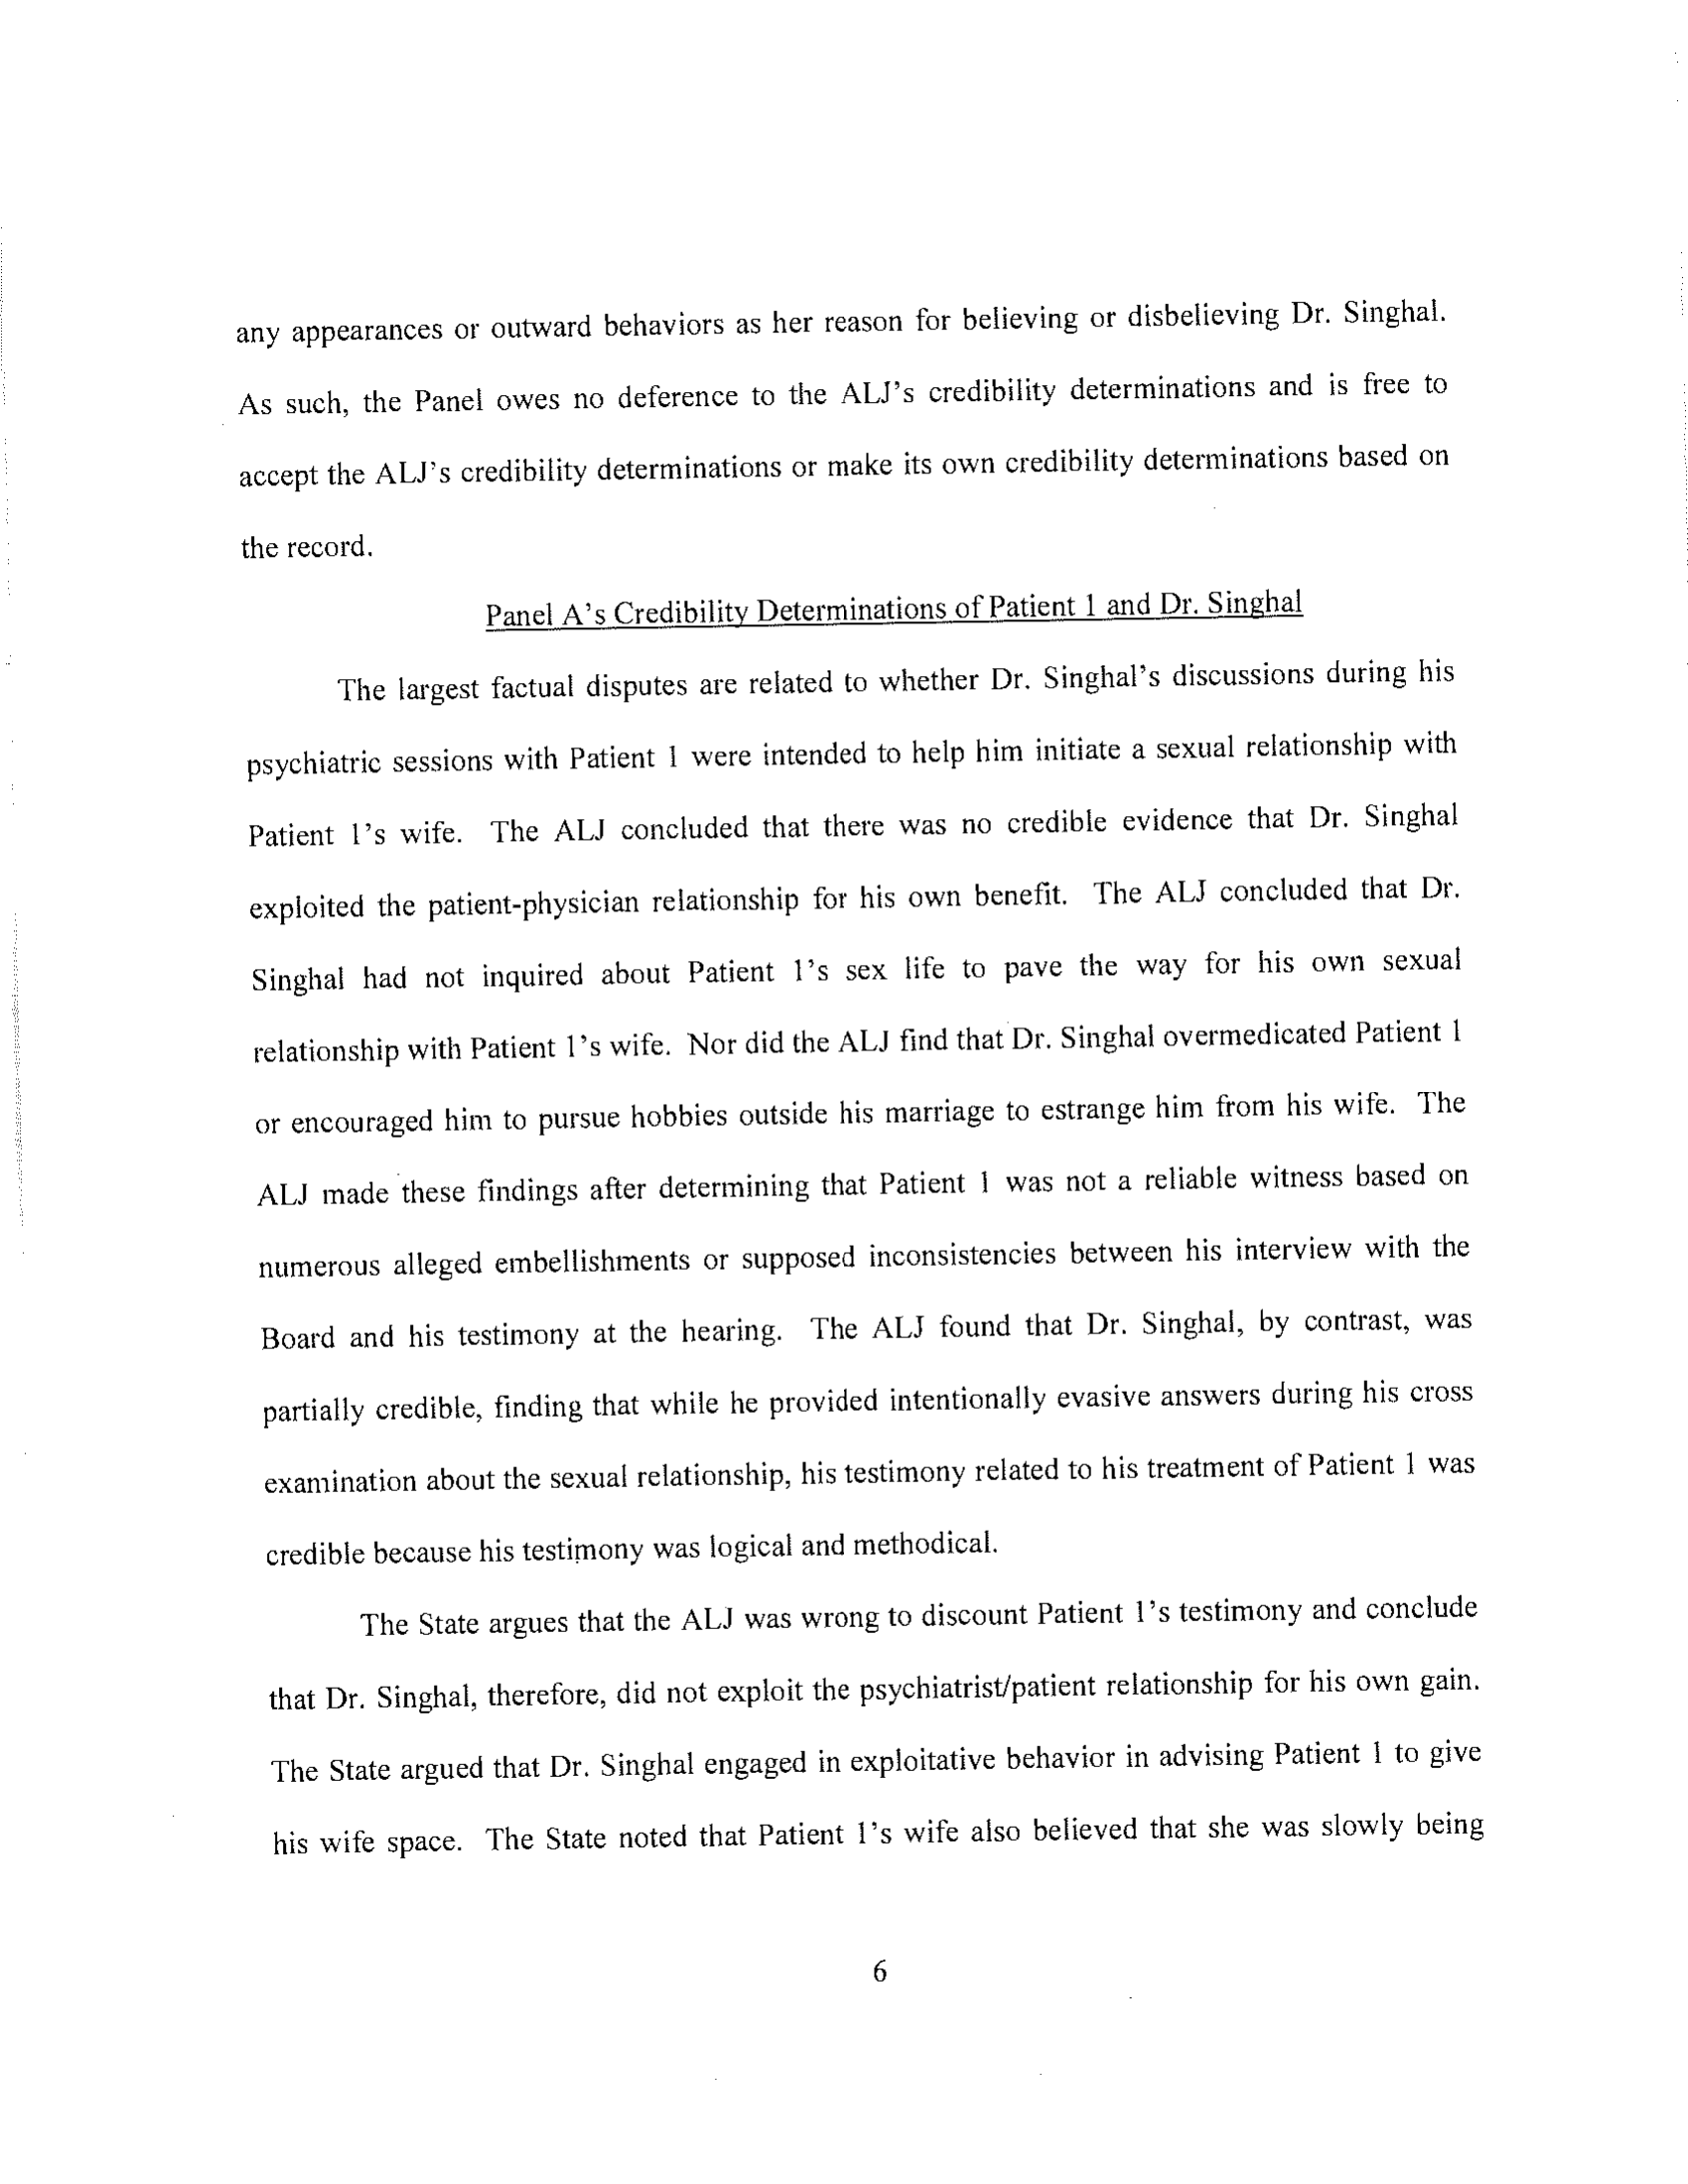 any appearances or outward behaviors as her reason for believing or disbelieving Dr. Singhal.
As such, the Panel owes no deference to the ALJ's credibility determinations and is free to
accept the ALJ's credibility determinations or make its own credibility determinations based on
the record.
Panel A's Credibility Determinations of Patient 1 and Dr. Singhal
The largest factual disputes are related to whether Dr. Singhal's discussions during his
psychiatric sessions with Patient 1 were intended to help him initiate a sexual relationship with
Patient 1's wife. The ALJ concluded that there was no credible evidence that Dr. Singhal
exploited the patient-physician relationship for his own benefit. The ALJ concluded that Dr.
Singhal had not inquired about Patient 1's sex life to pave the way for his own sexual
relationship with Patient 1's wife. Nor did the ALJ find that Dr. Singhal overmedicated Patient 1
or encouraged him to pursue hobbies outside his marriage to estrange him from his wife. The
ALJ made these findings after determining that Patient 1 was not a reliable witness based on
numerous alleged embellishments or supposed inconsistencies between his interview with the
Board and his testimony at the hearing. The ALJ found that Dr. Singhal, by contrast, was
partially credible, finding that while he provided intentionally evasive answers during his cross
examination about the sexual relationship, his testimony related to his treatment of Patient 1 was
credible because his testimony was logical and methodical.
The State argues that the ALJ was wrong to discount Patient 1's testimony and conclude
that Dr. Singhal, therefore, did not exploit the psychiatrist/patient relationship for his own gain.
The State argued that Dr. Singhal engaged in exploitative behavior in advising Patient 1 to give
his wife space. The State noted that Patient 1's wife also believed that she was slowly being
6